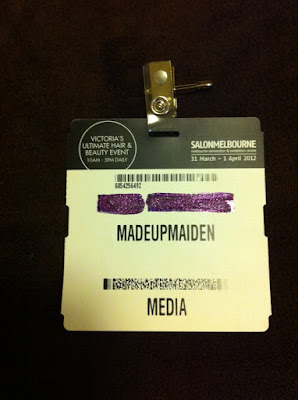 VICTORIA'S
ULTIMATE HAIR &
BEAUTY EVENT
10AM - 5PM DAILY
SALONMELBOURNE
melbourne convention & exhibition centre
31 March – 1 April 2012
6054256492
MADEUPMAIDEN
MEDIA